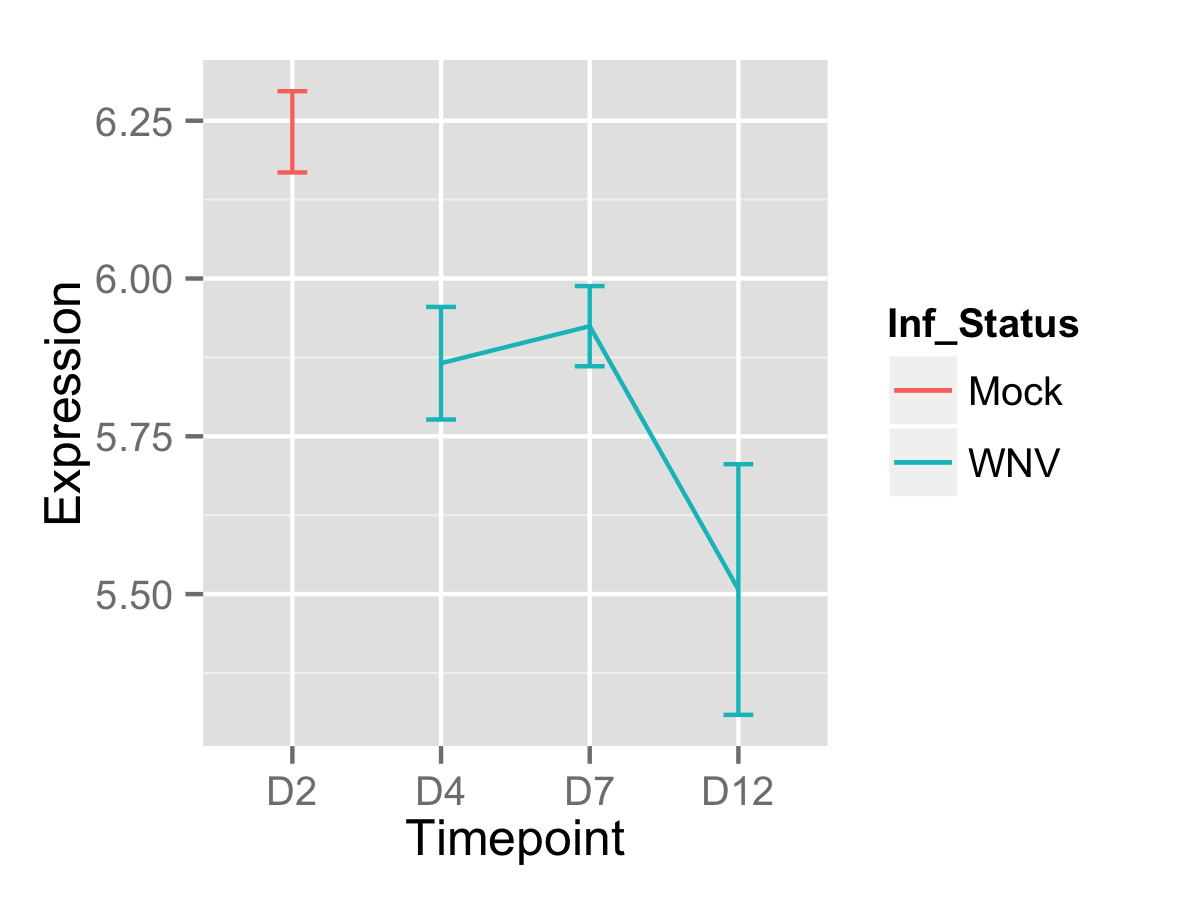 6.25
6.00
5.75
5.50
Expression
D2 D4 D7 D12
Timepoint
Inf_Status
Mock
WNV